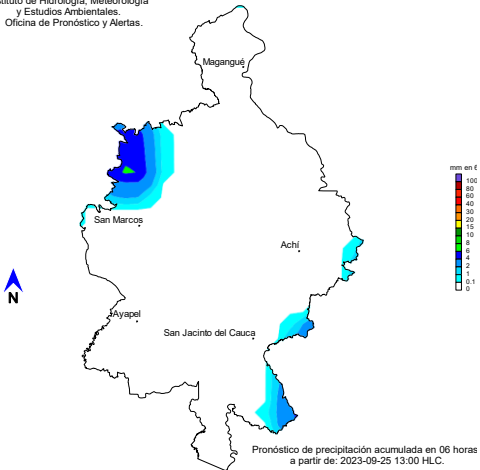 de Hidrología, Meteorología
y Estudios Ambientales.
Oficina de Pronóstico y Alertas.
Magangué
mm en 6
100
80
60
40
30
20
15
10
8
6
4
2
1
0.1
0
San Marcos
Achí
N
Ayapel
San Jacinto del Cauca
Pronóstico de precipitación acumulada en 06 horas
a partir de: 2023-09-25 13:00 HLC.